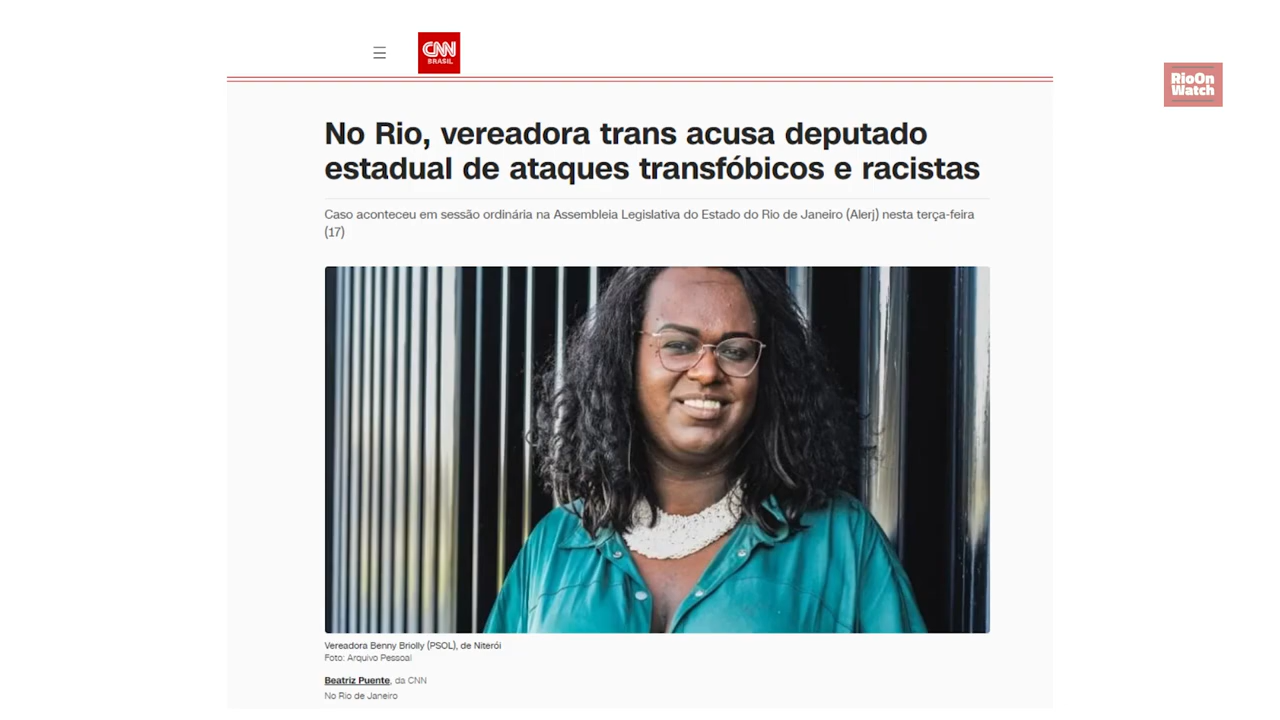 CNN
BRASIL
RioOn
Watch
No Rio, vereadora trans acusa deputado
estadual de ataques transfóbicos e racistas
Caso aconteceu em sessão ordinária na Assembleia Legislativa do Estado do Rio de Janeiro (Alerj) nesta terça-feira
(17)
Vereadora Benny Briolly (PSOL), de Niterói
Foto: Arquivo Pessoal
Beatriz Puente, da CNN
No Rio de Janeiro